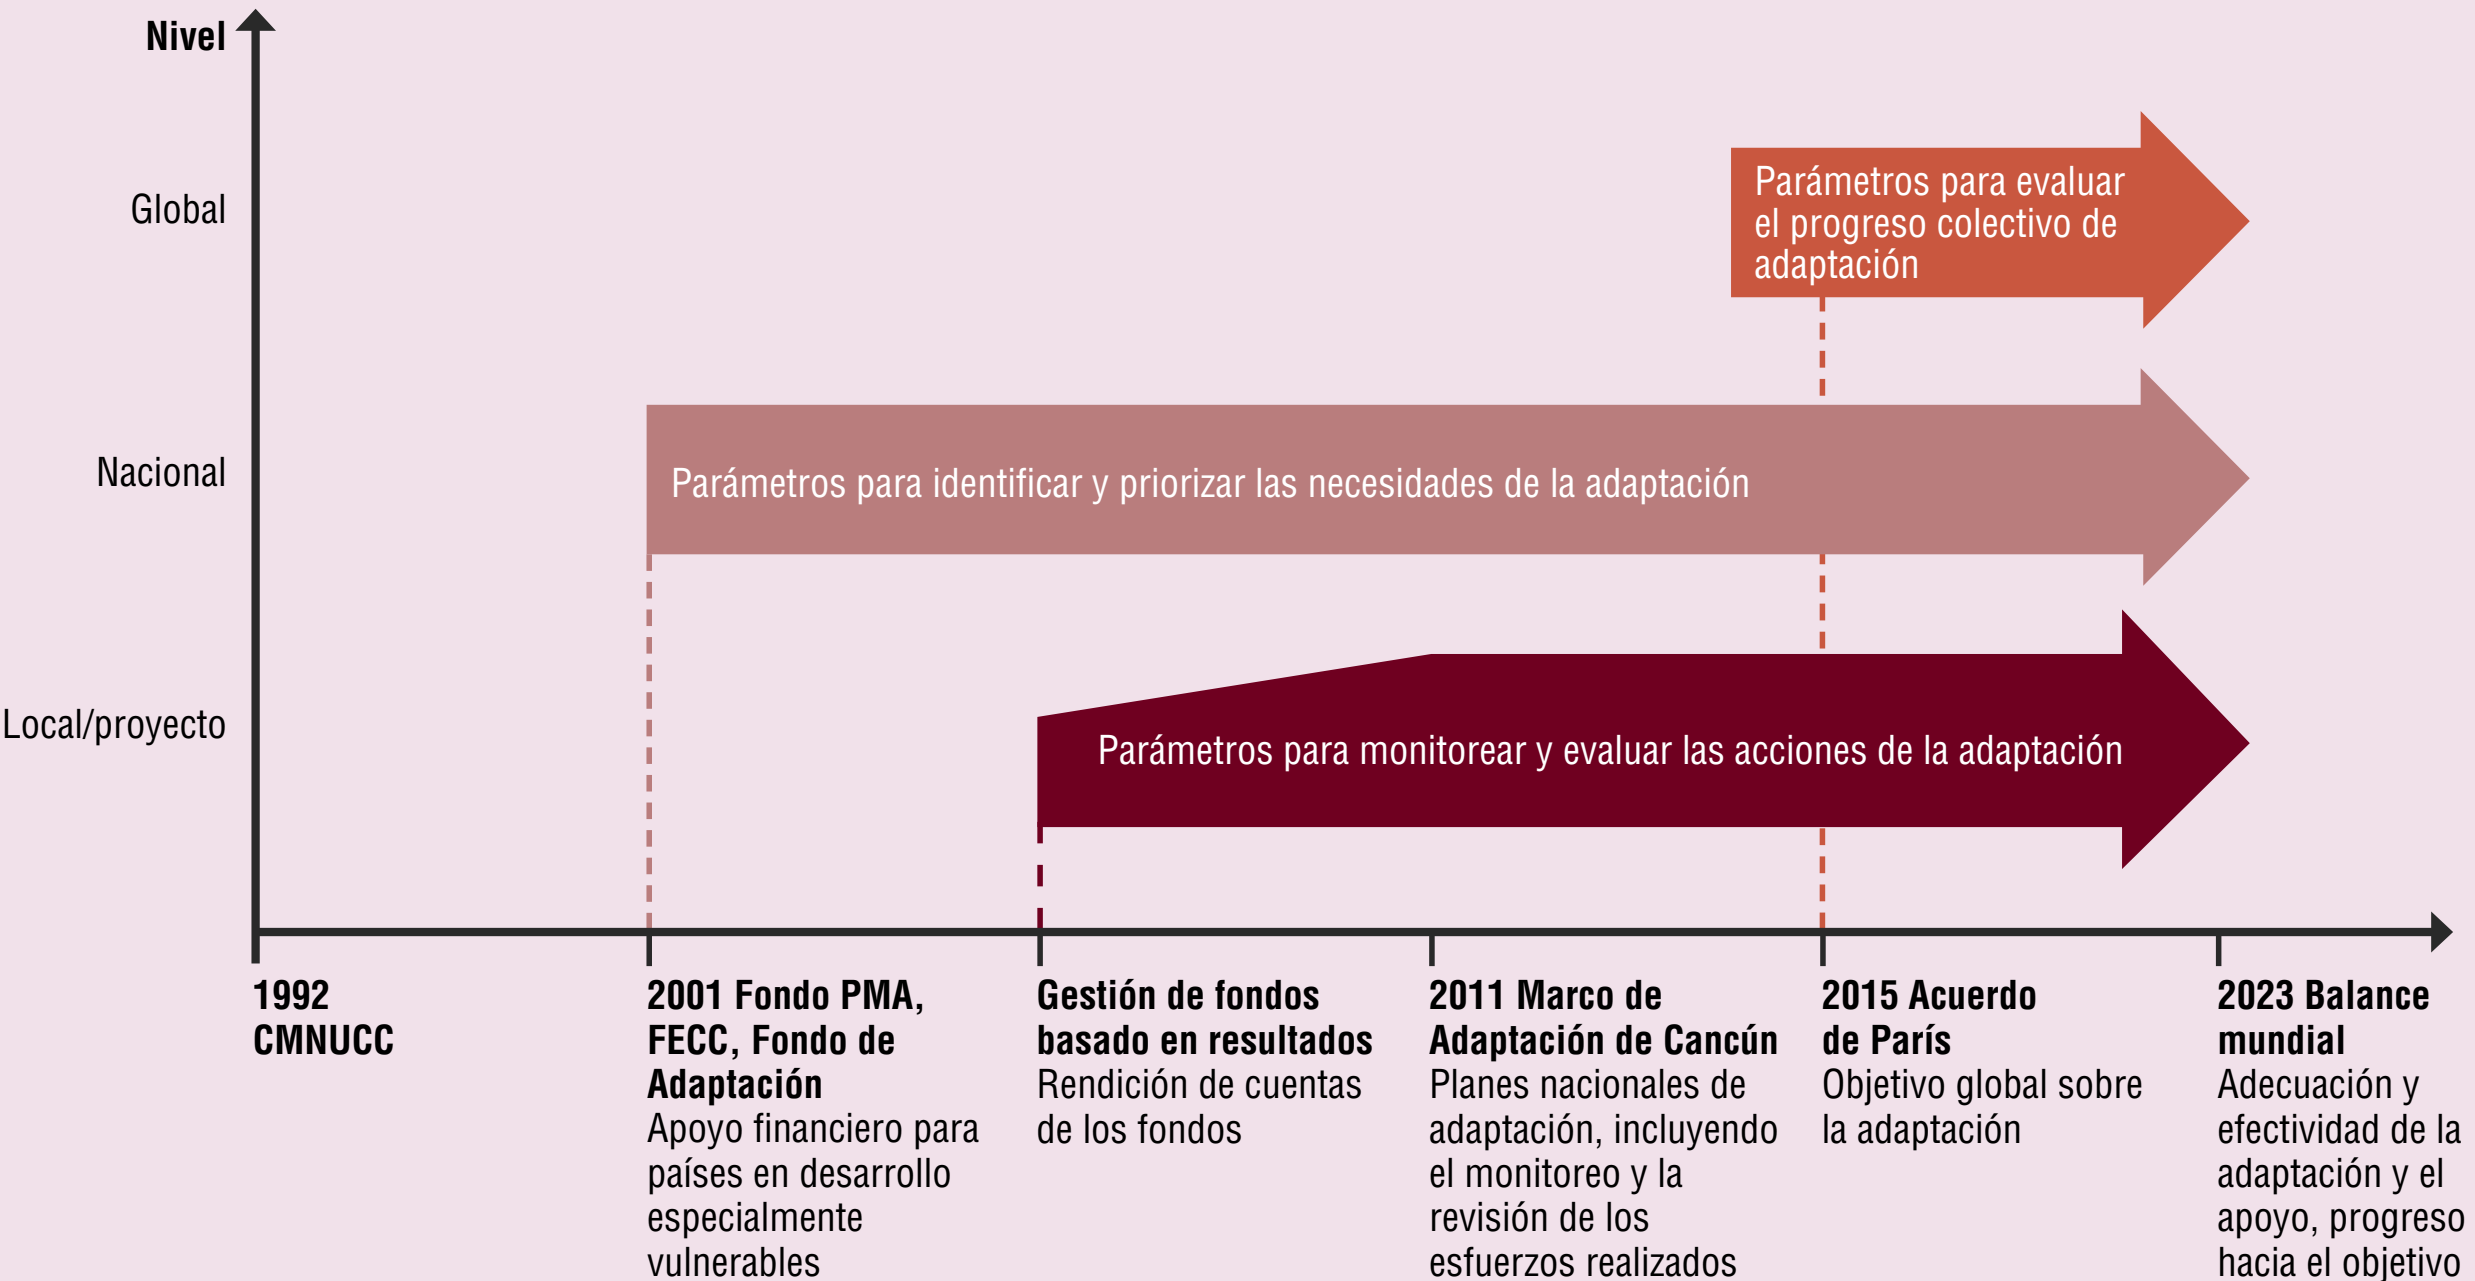 Nivel
Global
Parámetros para evaluar
el progreso colectivo de
adaptación
Nacional
Parámetros para identificar y priorizar las necesidades de la adaptación
Local/proyecto
Parámetros para monitorear y evaluar las acciones de la adaptación
1992
CMNUCC
2001 Fondo PMA,
FECC, Fondo de
Adaptación
Apoyo financiero para
países en desarrollo
especialmente
vulnerables
Gestión de fondos
basado en resultados
Rendición de cuentas
de los fondos
2011 Marco de
Adaptación de Cancún
Planes nacionales de
adaptación, incluyendo
el monitoreo y la
revisión de los
esfuerzos realizados
2015 Acuerdo
de París
Objetivo global sobre
la adaptación
2023 Balance
mundial
Adecuación y
efectividad de la
adaptación y el
apoyo, progreso
hacia el objetivo